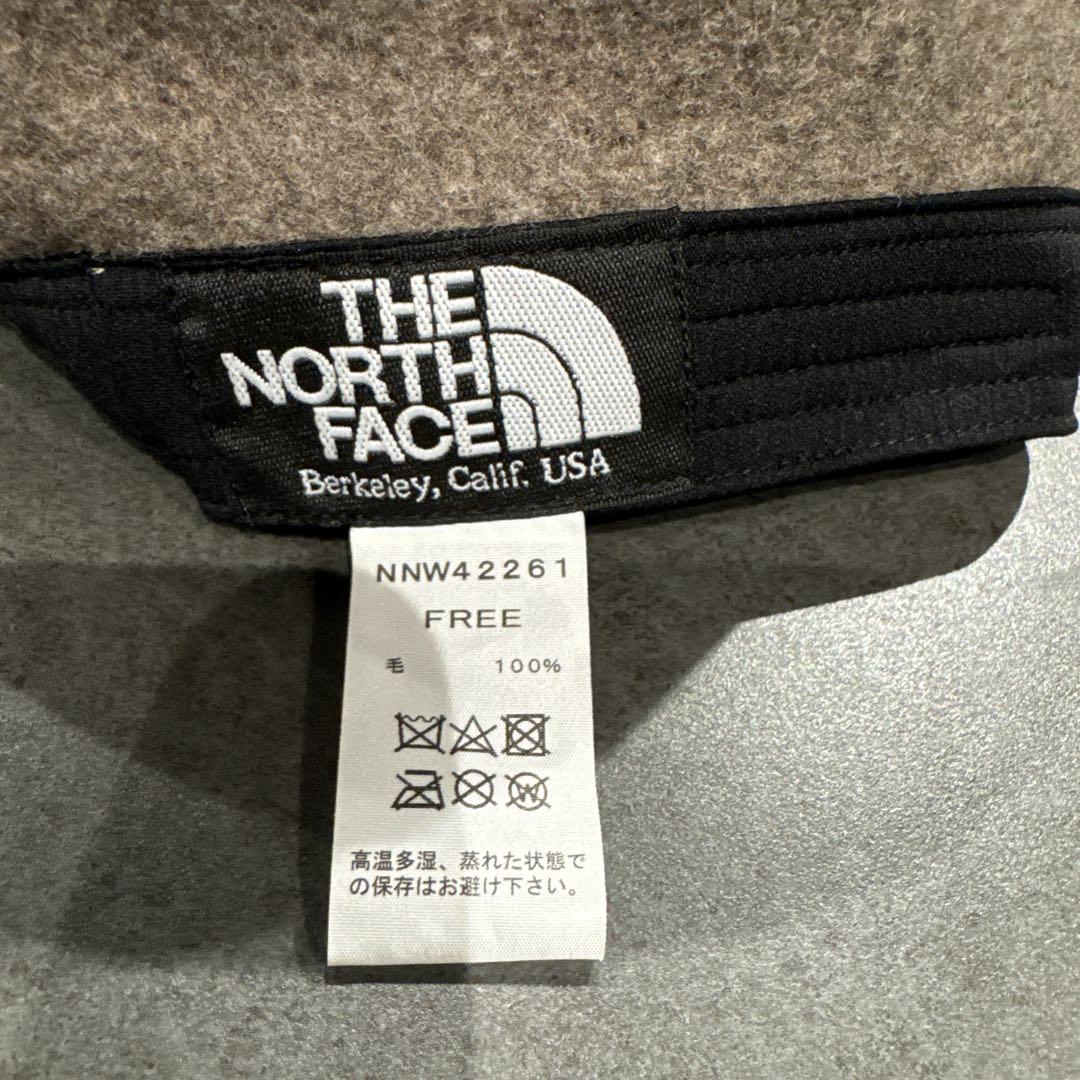 THE
NORTH
FACE
Berkeley, Calif. USA
NNW42261
FREE
毛 100%
W
高温多湿、蒸れた状態で
の保存はお避け下さい。